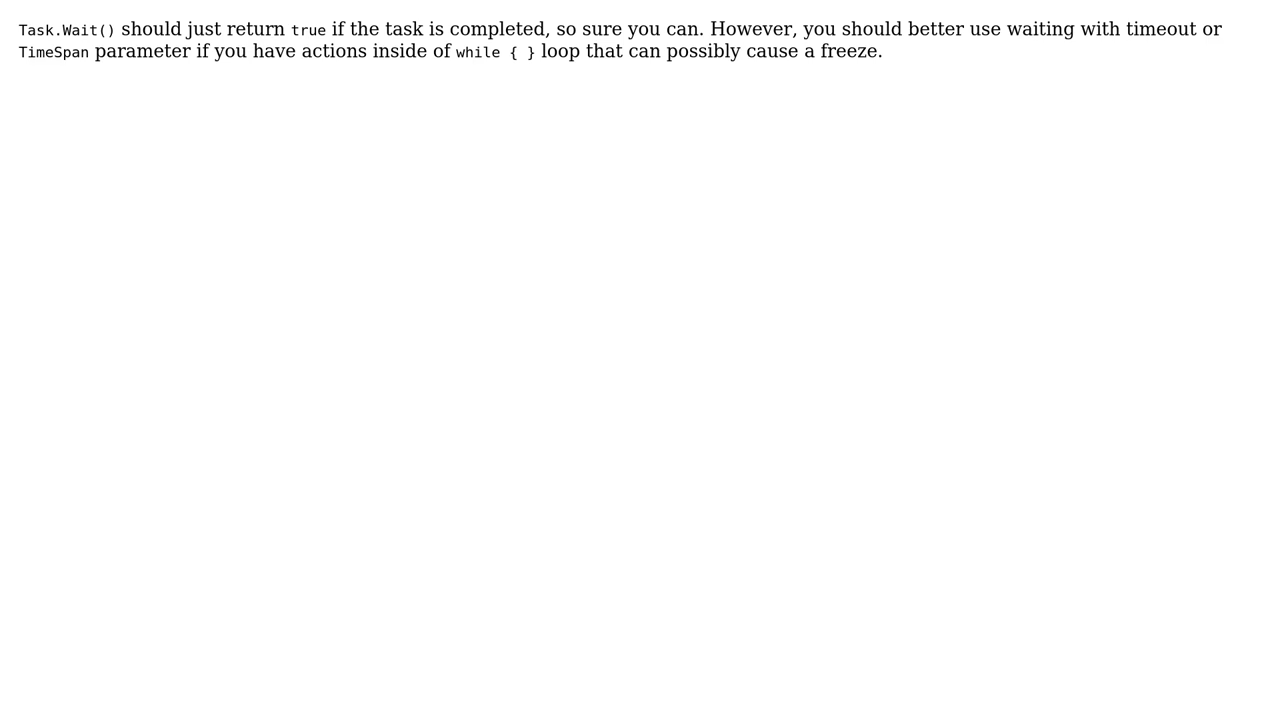 Task.Wait() should just return true if the task is completed, so sure you can. However, you should better use waiting with timeout or
TimeSpan parameter if you have actions inside of while { } loop that can possibly cause a freeze.